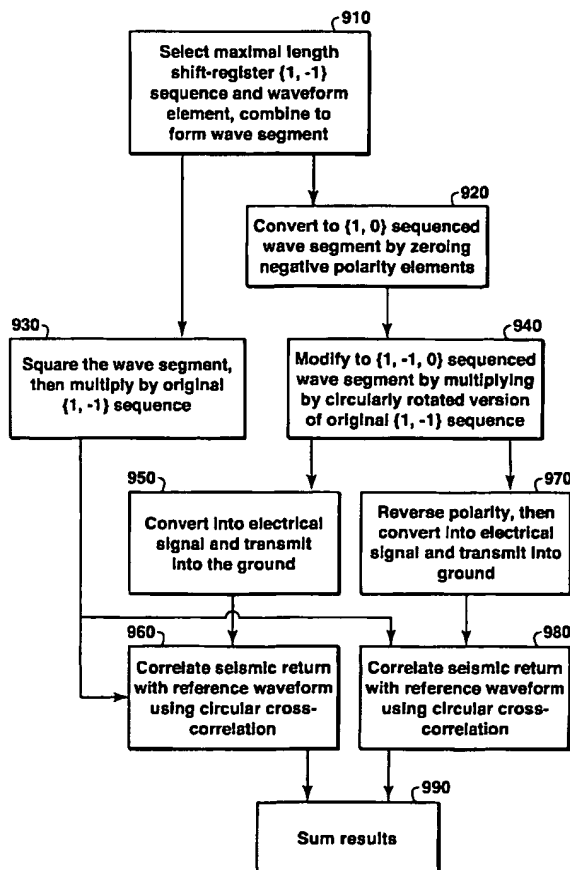 910
Select maximal length
shift-register {1, -1}
sequence and waveform
element, combine to
form wave segment
920
Convert to {1, 0} sequenced
wave segment by zeroing
negative polarity elements
930
Square the wave segment,
then multiply by original
{1, -1} sequence
940
Modify to {1, -1, 0} sequenced
wave segment by multiplying
by circularly rotated version
of original {1, -1} sequence
950
Convert into electrical
signal and transmit
into the ground
970
Reverse polarity, then
convert into electrical
signal and transmit into
ground
960
Correlate seismic return
with reference waveform
using circular cross-
correlation
980
Correlate seismic return
with reference waveform
using circular cross-
correlation
990
Sum results